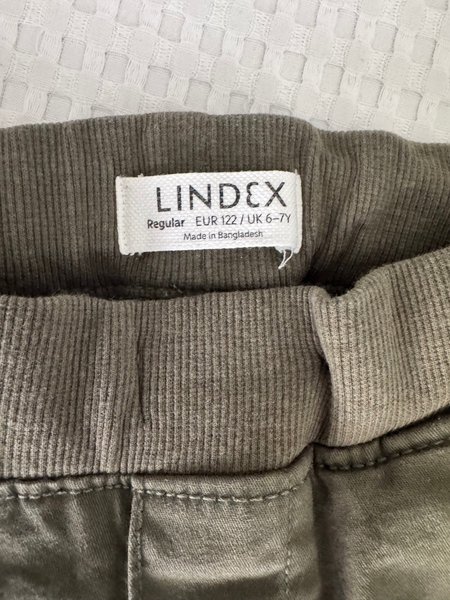 LINDEX
Regular EUR 122 / UK 6–7Y
Made in Bangladesh